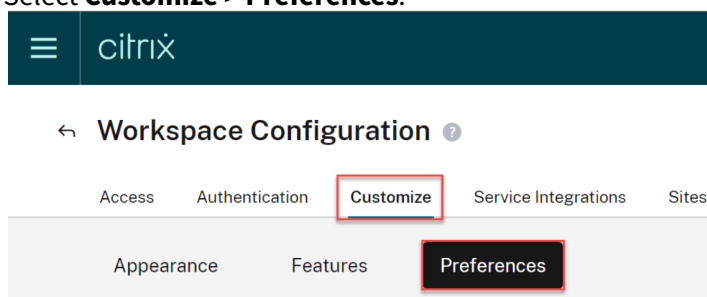 Select Customize > Preferences.
citrix
Workspace Configuration ?
Access Authentication Customize Service Integrations Sites
Appearance Features Preferences